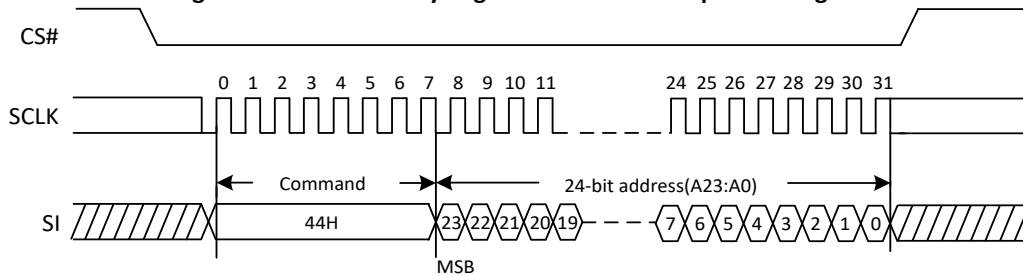 CS#
0 1 2 3 4 5 6 7 8 9 10 11 24 25 26 27 28 29 30 31
SCLK
Command 24-bit address(A23:A0)
SI 44H 23 22 21 20 19 7 6 5 4 3 2 1 0
MSB